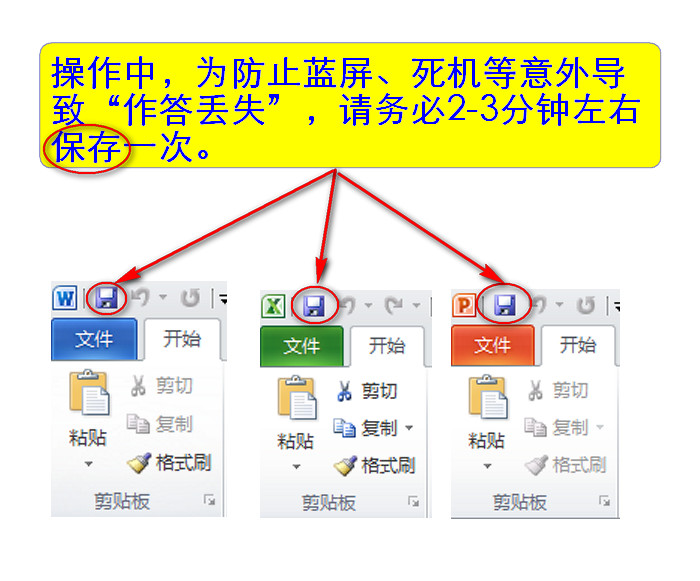 操作中，为防止蓝屏、死机等意外导
致“作答丢失”，请务必2-3分钟左右
保存一次。
W
文件 开始
粘贴
剪切
复制
格式刷
剪贴板
X
文件 开始
粘贴
剪切
复制
格式刷
剪贴板
P
文件 开始
粘贴
剪切
复制
格式刷
剪贴板